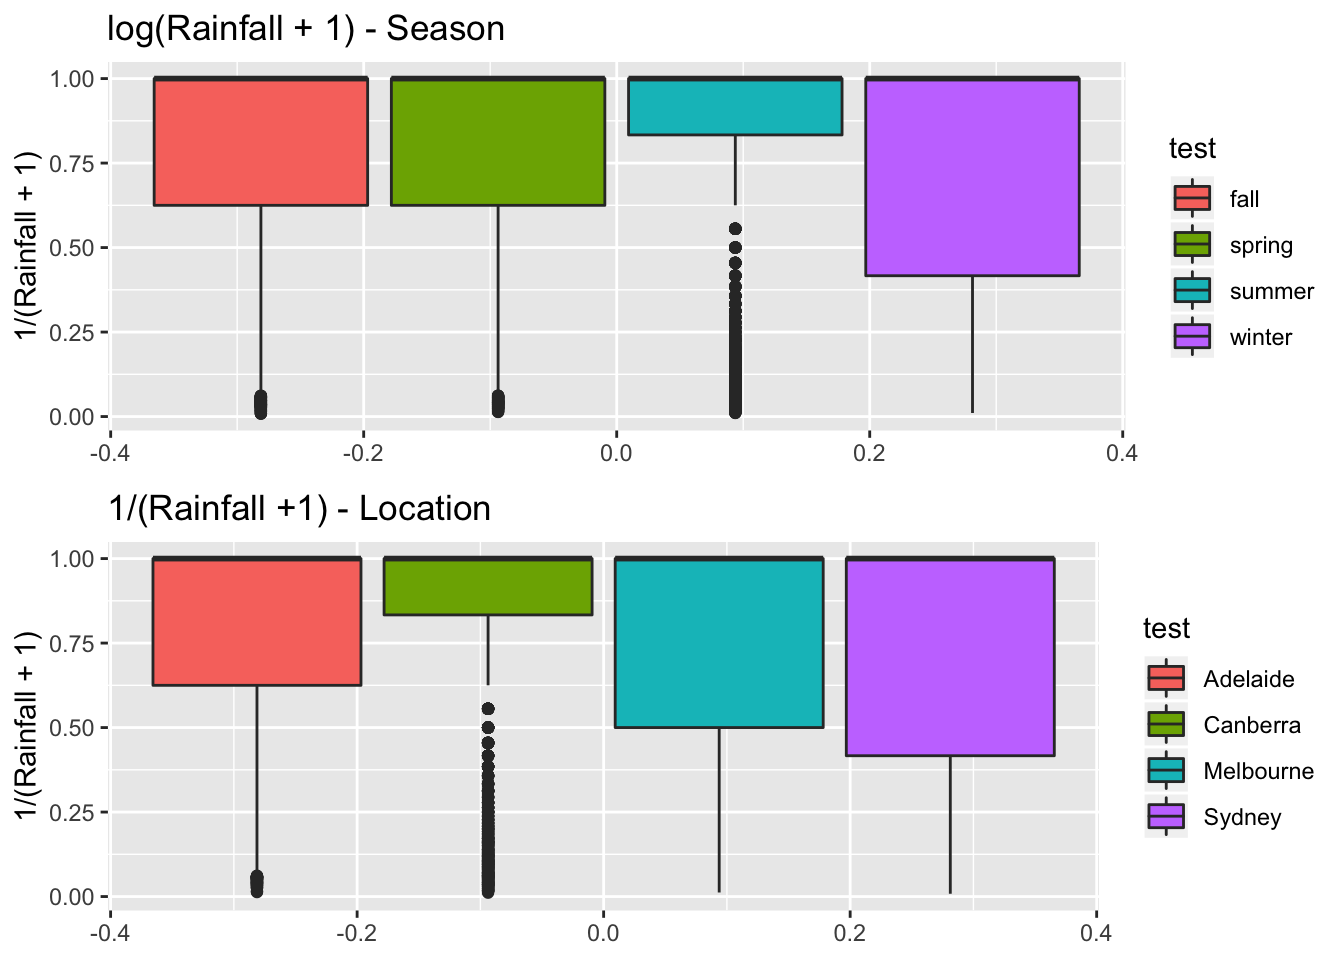 log(Rainfall + 1) - Season
1/(Rainfall + 1)
1.00
0.75
0.50
0.25
0.00
-0.4
-0.2
0.0
0.2
0.4
test
fall
spring
summer
winter
1/(Rainfall +1) - Location
1/(Rainfall + 1)
1.00
0.75
0.50
0.25
0.00
-0.4
-0.2
0.0
0.2
0.4
test
Adelaide
Canberra
Melbourne
Sydney